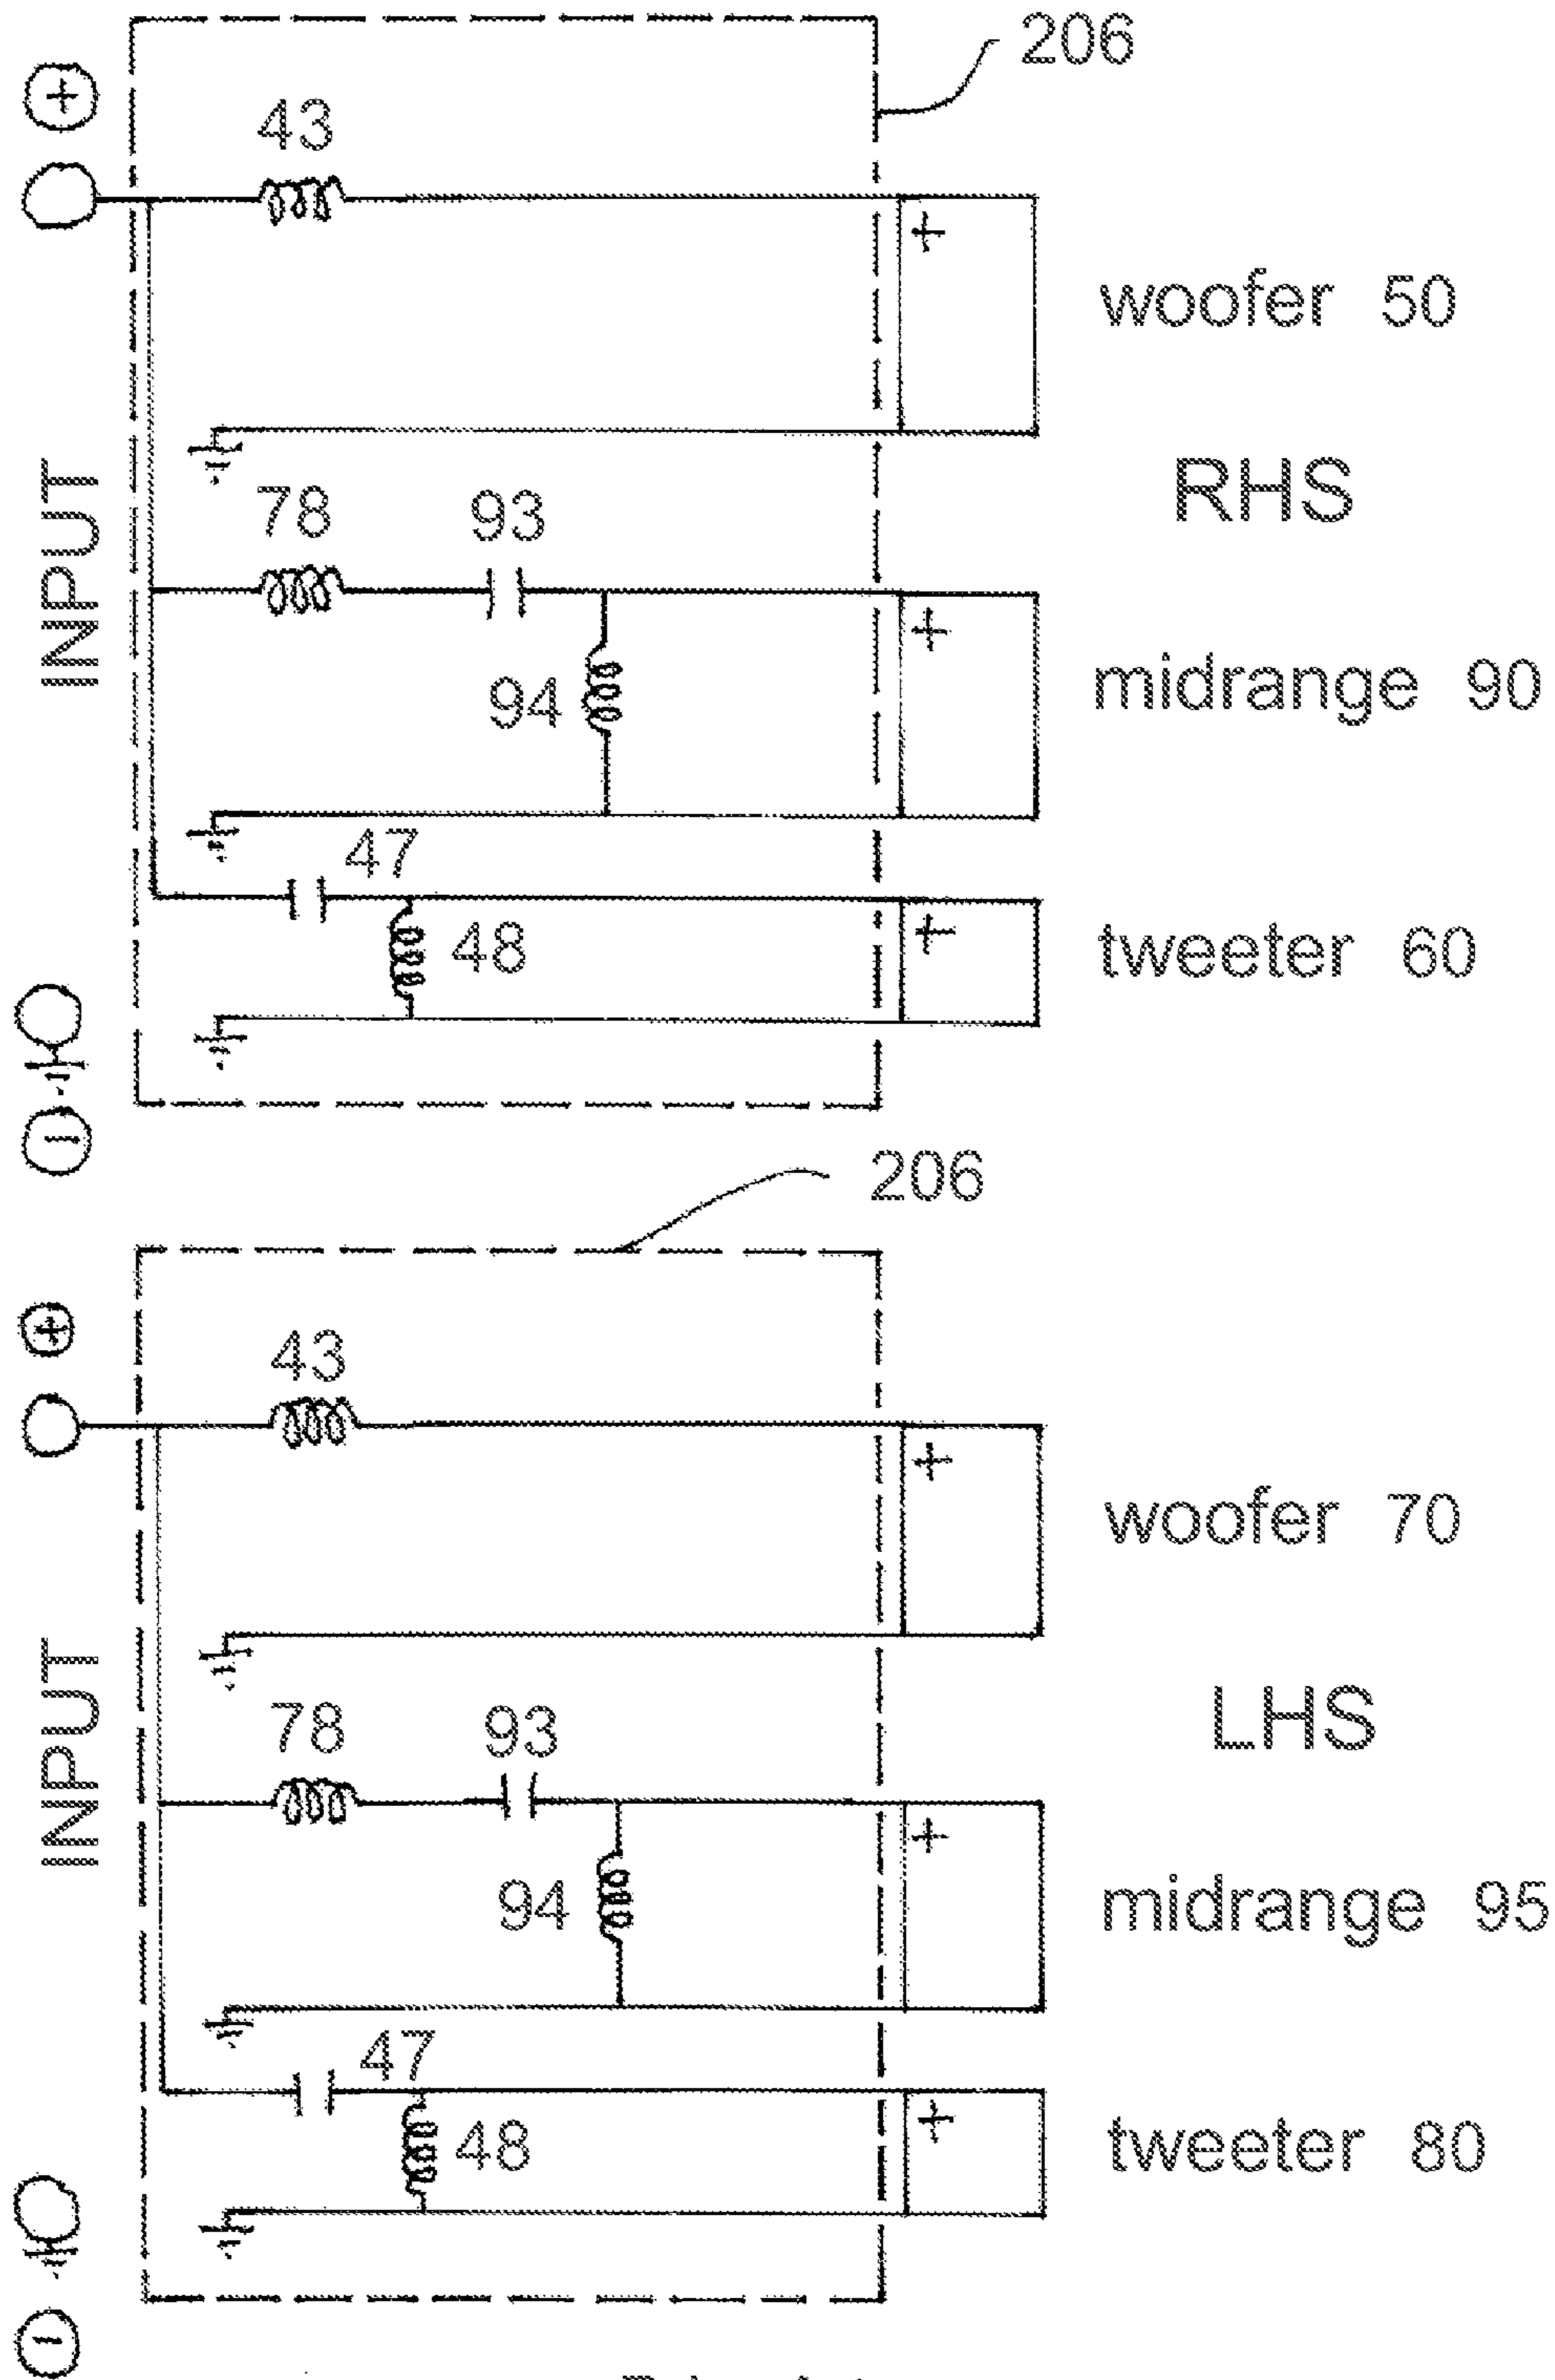 206
+
43
+
woofer 50
RHS
INPUT
78
93
+
94
midrange 90
47
+
48
tweeter 60
-
206
+
43
+
woofer 70
LHS
INPUT
78
93
+
94
midrange 95
47
+
48
tweeter 80
-